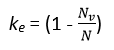 k_e = (1 - N_v/N)